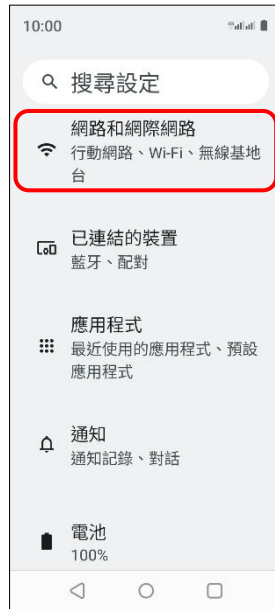 10:00
搜尋設定
網路和網際網路
行動網路、Wi-Fi、無線基地
台
已連結的裝置
藍牙、配對
應用程式
最近使用的應用程式、預設
應用程式
通知
通知記錄、對話
電池
100%